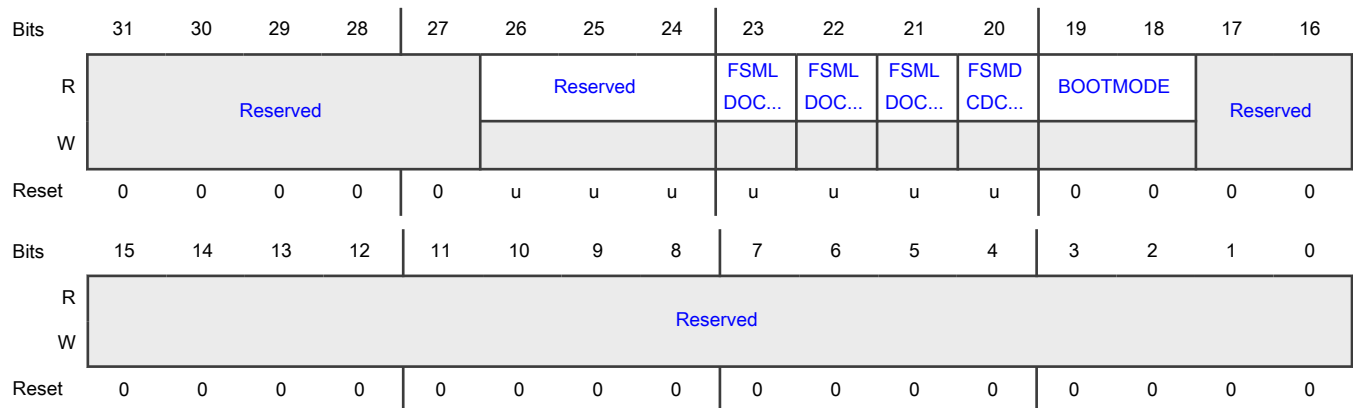 Bits 31 30 29 28 27 26 25 24 23 22 21 20 19 18 17 16
R Reserved Reserved FSML DOC... FSML DOC... FSML DOC... FSMD CDC... BOOTMODE Reserved
W
Reset 0 0 0 0 0 u u u u u u u 0 0 0 0
Bits 15 14 13 12 11 10 9 8 7 6 5 4 3 2 1 0
R
Reserved
W
Reset 0 0 0 0 0 0 0 0 0 0 0 0 0 0 0 0